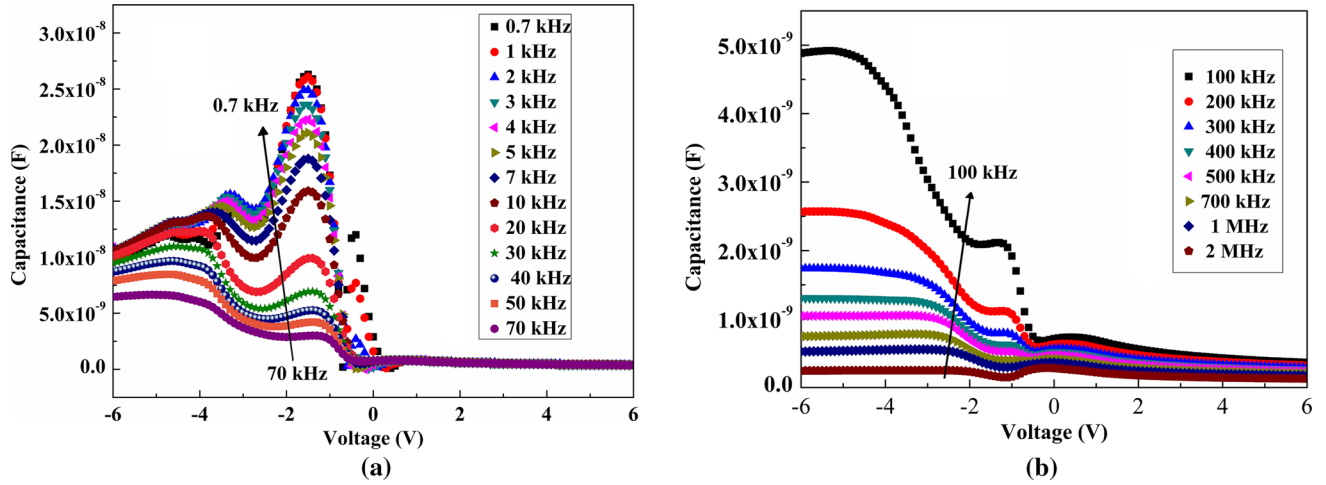 3.0x10⁻⁸
2.5x10⁻⁸
2.0x10⁻⁸
1.5x10⁻⁸
1.0x10⁻⁸
5.0x10⁻⁹
0.0
Capacitance (F)
0.7 kHz
70 kHz
0.7 kHz
1 kHz
2 kHz
3 kHz
4 kHz
5 kHz
7 kHz
10 kHz
20 kHz
30 kHz
40 kHz
50 kHz
70 kHz
-6 -4 -2 0 2 4 6
Voltage (V)
(a)
5.0x10⁻⁹
4.0x10⁻⁹
3.0x10⁻⁹
2.0x10⁻⁹
1.0x10⁻⁹
0.0
Capacitance (F)
100 kHz
100 kHz
200 kHz
300 kHz
400 kHz
500 kHz
700 kHz
1 MHz
2 MHz
-6 -4 -2 0 2 4 6
Voltage (V)
(b)